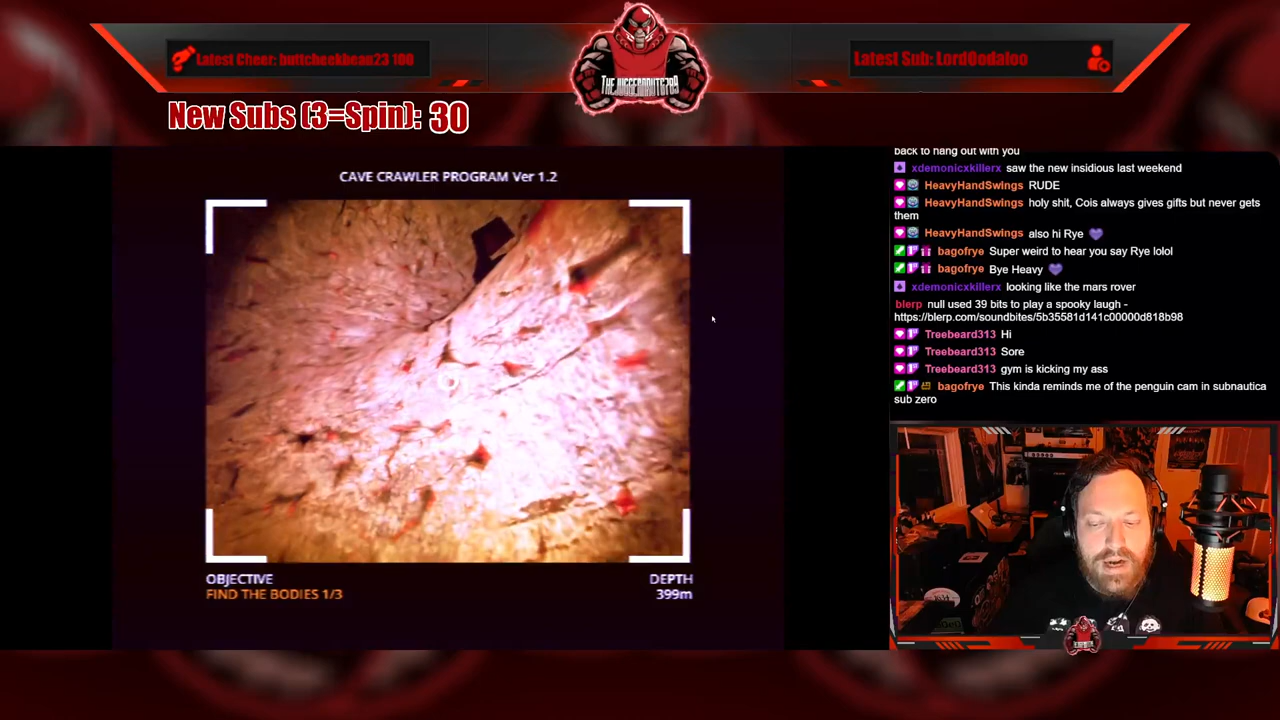 Latest Cheer: buttcheekbean23 100
THEJUGGERNAUT6789
Latest Sub: LordOodaloo
New Subs (3=Spin): 30
CAVE CRAWLER PROGRAM Ver 1.2
OBJECTIVE
FIND THE BODIES 1/3
DEPTH
399m
back to hang out with you
xdemonicxkillerx saw the new insidious last weekend
HeavyHandSwings RUDE
HeavyHandSwings holy shit, Cois always gives gifts but never gets
them
HeavyHandSwings also hi Rye
bagofrye Super weird to hear you say Rye lolol
bagofrye Bye Heavy
xdemonicxkillerx looking like the mars rover
blerp null used 39 bits to play a spooky laugh -
https://blerp.com/soundbites/5b35581d141c00000d818b98
Treebeard313 Hi
Treebeard313 Sore
Treebeard313 gym is kicking my ass
bagofrye This kinda reminds me of the penguin cam in subnautica
sub zero